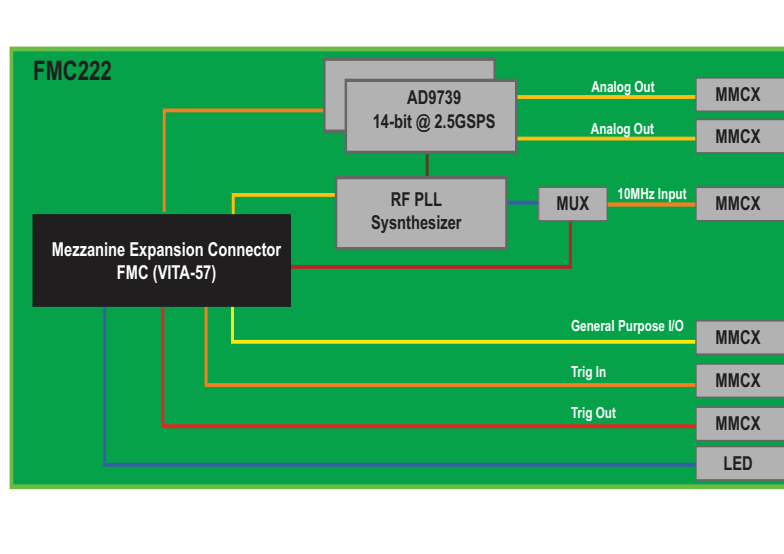 FMC222
AD9739
14-bit @ 2.5GSPS
Analog Out
MMCX
Analog Out
MMCX
RF PLL
Sysnthesizer
MUX
10MHz Input
MMCX
Mezzanine Expansion Connector
FMC (VITA-57)
General Purpose I/O
MMCX
Trig In
MMCX
Trig Out
MMCX
LED